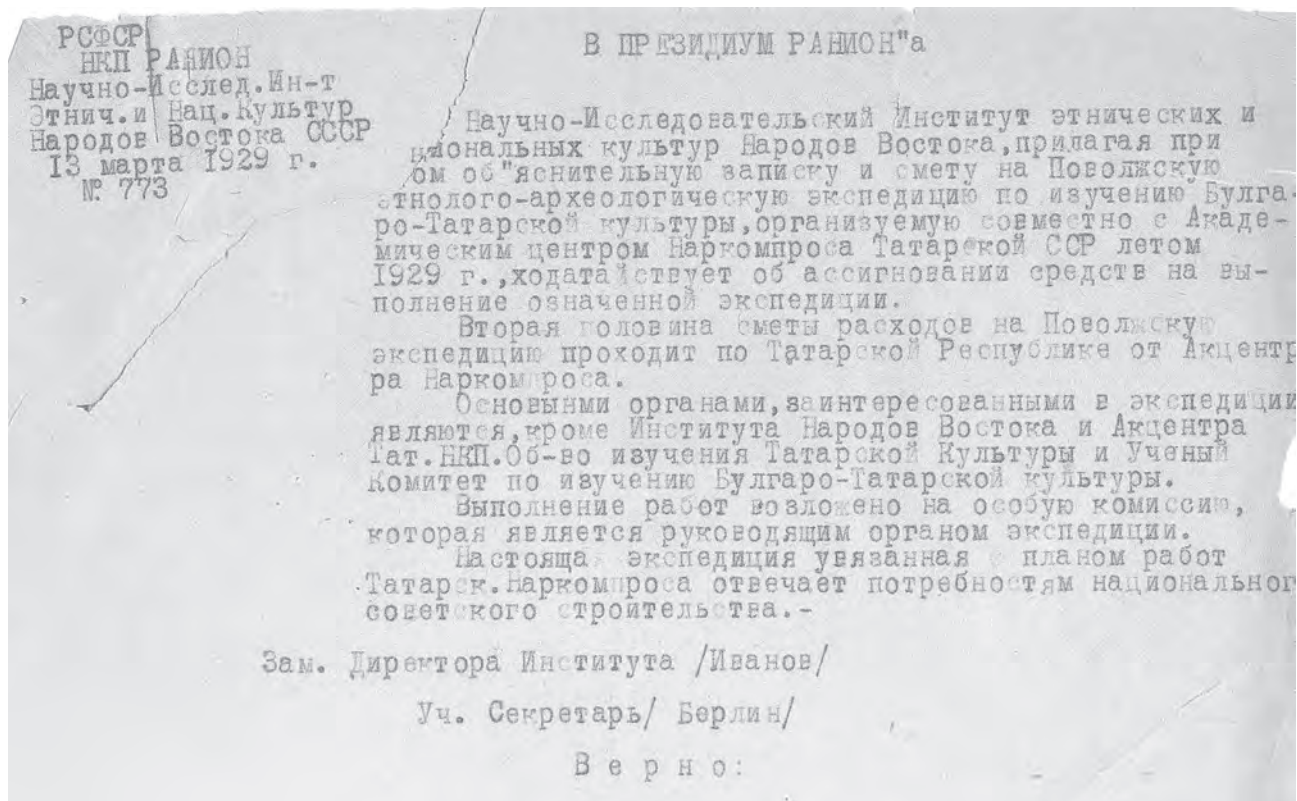 РСФСР
НКП РАНИОН
Научно-Исслед.Ин-т
Этнич.и Нац.Культур
Народов Востока СССР
13 марта 1929 г.
№ 773
В ПРЕЗИДИУМ РАНИОН"а
Научно-Исследовательский Институт этнических и
циональных культур Народов Востока,прилагая при
ом об"яснительную записку и смету на Поволжскую
этнолого-археологическую экспедицию по изучению Булга-
ро-Татарской культуры,организуемую совместно с Акаде-
мическим центром Наркомпроса Татарской ССР летом
1929 г.,ходатайствует об ассигновании средств на вы-
полнение означенной экспедиции.
Вторая половина сметы расходов на Поволжскую
экспедицию проходит по Татарской Республике от Акцентр
ра Наркомпроса.
Основынми органами,заинтересованными в экспедиции
являются,кроме Института Народов Востока и Акцентра
Тат.НКП.Об-во изучения Татарской Культуры и Ученый
Комитет по изучению Булгаро-Татарской культуры.
Выполнение работ возложено на особую комиссию,
которая является руководящим органом экспедиции.
Настоящая экспедиция увязанная с планом работ
Татарск.Наркомпроса отвечает потребностям национальног
советского строительства.-
Зам. Директора Института /Иванов/
Уч. Секретарь/ Берлин/
В е р н о: